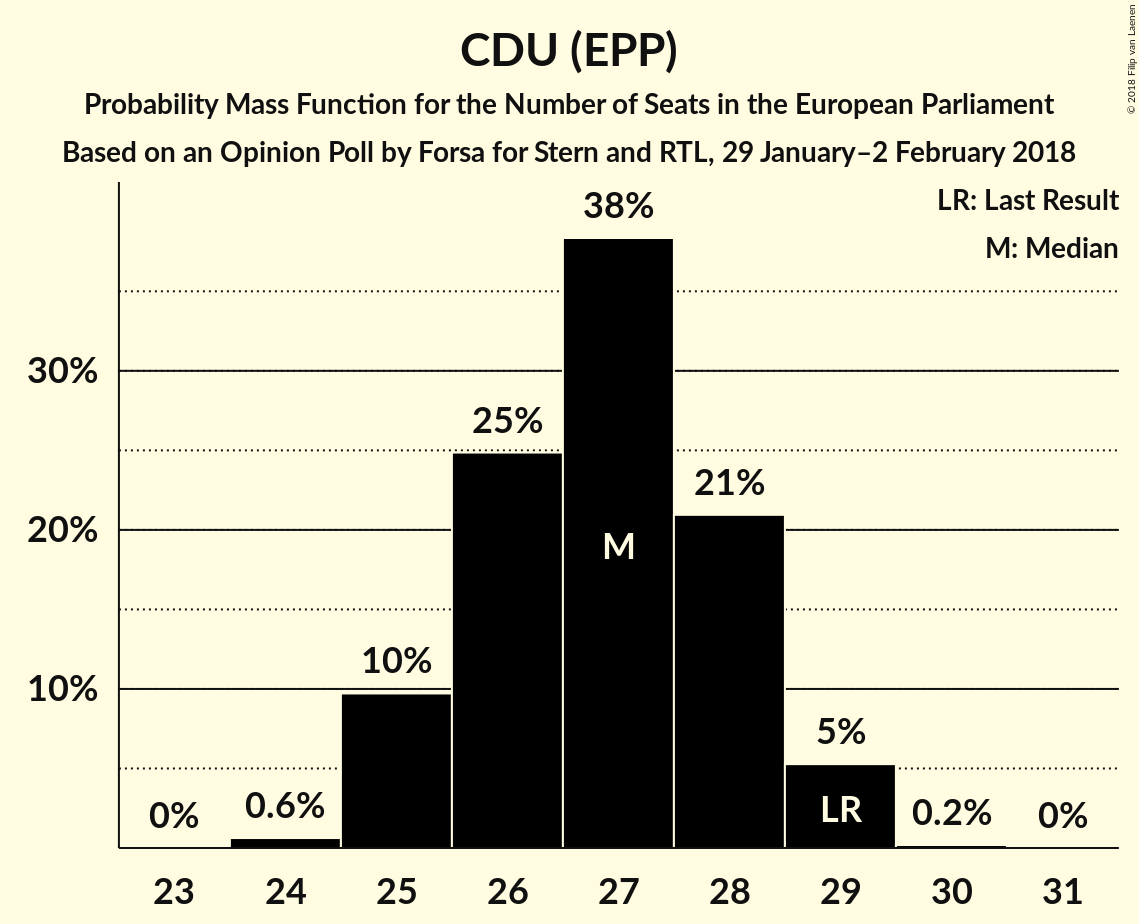 CDU (EPP)
Probability Mass Function for the Number of Seats in the European Parliament
Based on an Opinion Poll by Forsa for Stern and RTL, 29 January–2 February 2018
© 2018 Filip van Laenen
LR: Last Result
M: Median
38%
30%
25%
21%
20%
M
10%
10%
5%
LR
0%
0.6%
0.2%
0%
23 24 25 26 27 28 29 30 31